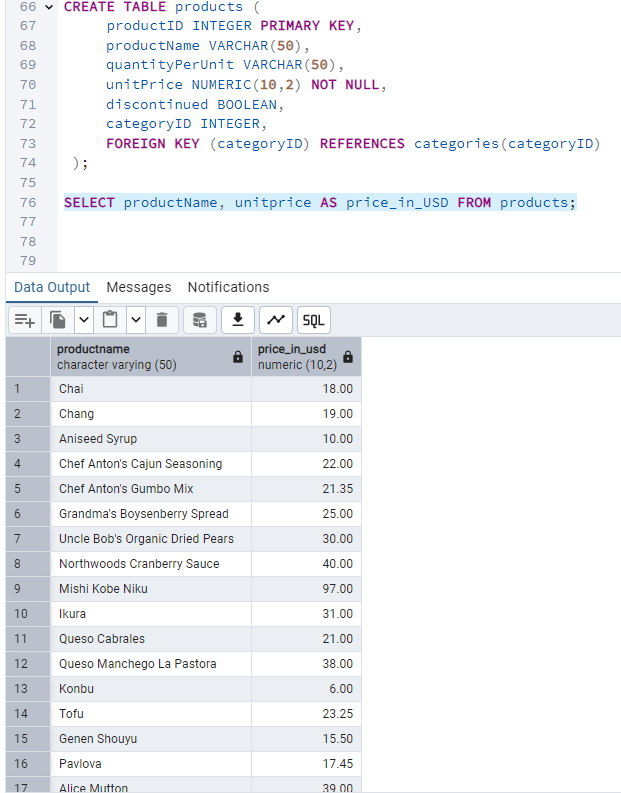 66 CREATE TABLE products (
67 productID INTEGER PRIMARY KEY,
68 productName VARCHAR(50),
69 quantityPerUnit VARCHAR(50),
70 unitPrice NUMERIC(10,2) NOT NULL,
71 discontinued BOOLEAN,
72 categoryID INTEGER,
73 FOREIGN KEY (categoryID) REFERENCES categories(categoryID)
74 );
75
76 SELECT productName, unitprice AS price_in_USD FROM products;
77
78
79
Data Output Messages Notifications
SQL
productname price_in_usd
character varying (50) numeric (10,2)
1 Chai 18.00
2 Chang 19.00
3 Aniseed Syrup 10.00
4 Chef Anton's Cajun Seasoning 22.00
5 Chef Anton's Gumbo Mix 21.35
6 Grandma's Boysenberry Spread 25.00
7 Uncle Bob's Organic Dried Pears 30.00
8 Northwoods Cranberry Sauce 40.00
9 Mishi Kobe Niku 97.00
10 Ikura 31.00
11 Queso Cabrales 21.00
12 Queso Manchego La Pastora 38.00
13 Konbu 6.00
14 Tofu 23.25
15 Genen Shouyu 15.50
16 Pavlova 17.45
17 Alice Mutton 39.00